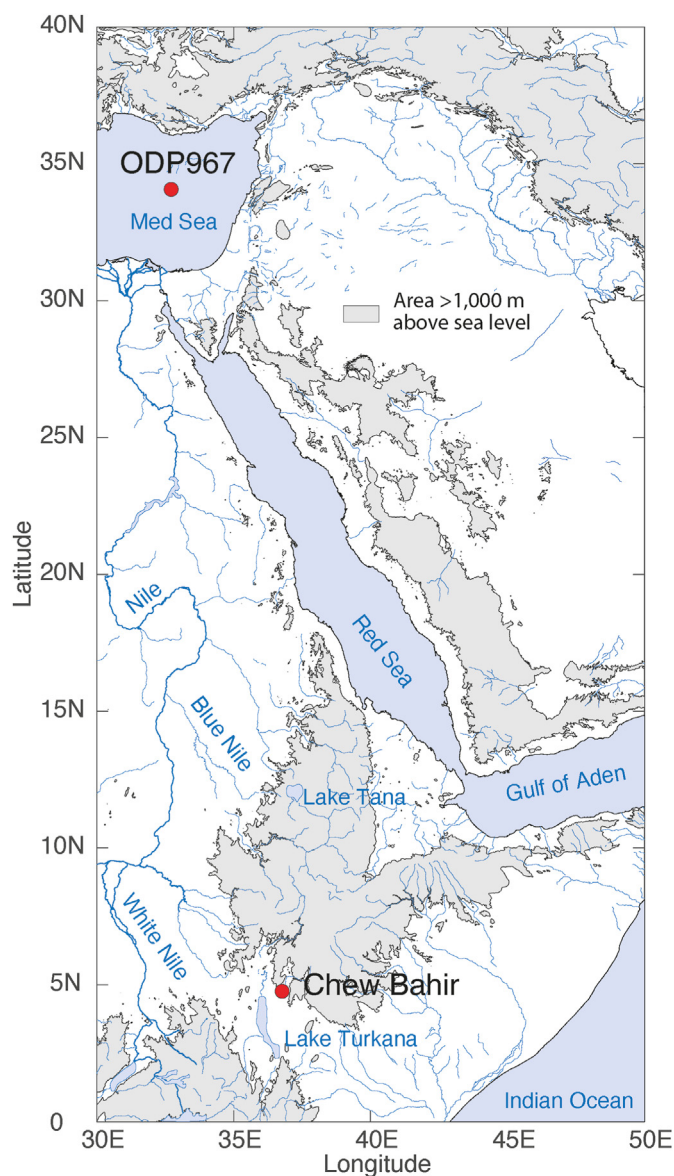 40N
35N
30N
25N
20N
15N
10N
5N
0
Latitude
ODP967
Med Sea
Area >1,000 m
above sea level
Nile
Red Sea
Blue Nile
Lake Tana
Gulf of Aden
White Nile
Chew Bahir
Lake Turkana
Indian Ocean
30E 35E 40E 45E 50E
Longitude